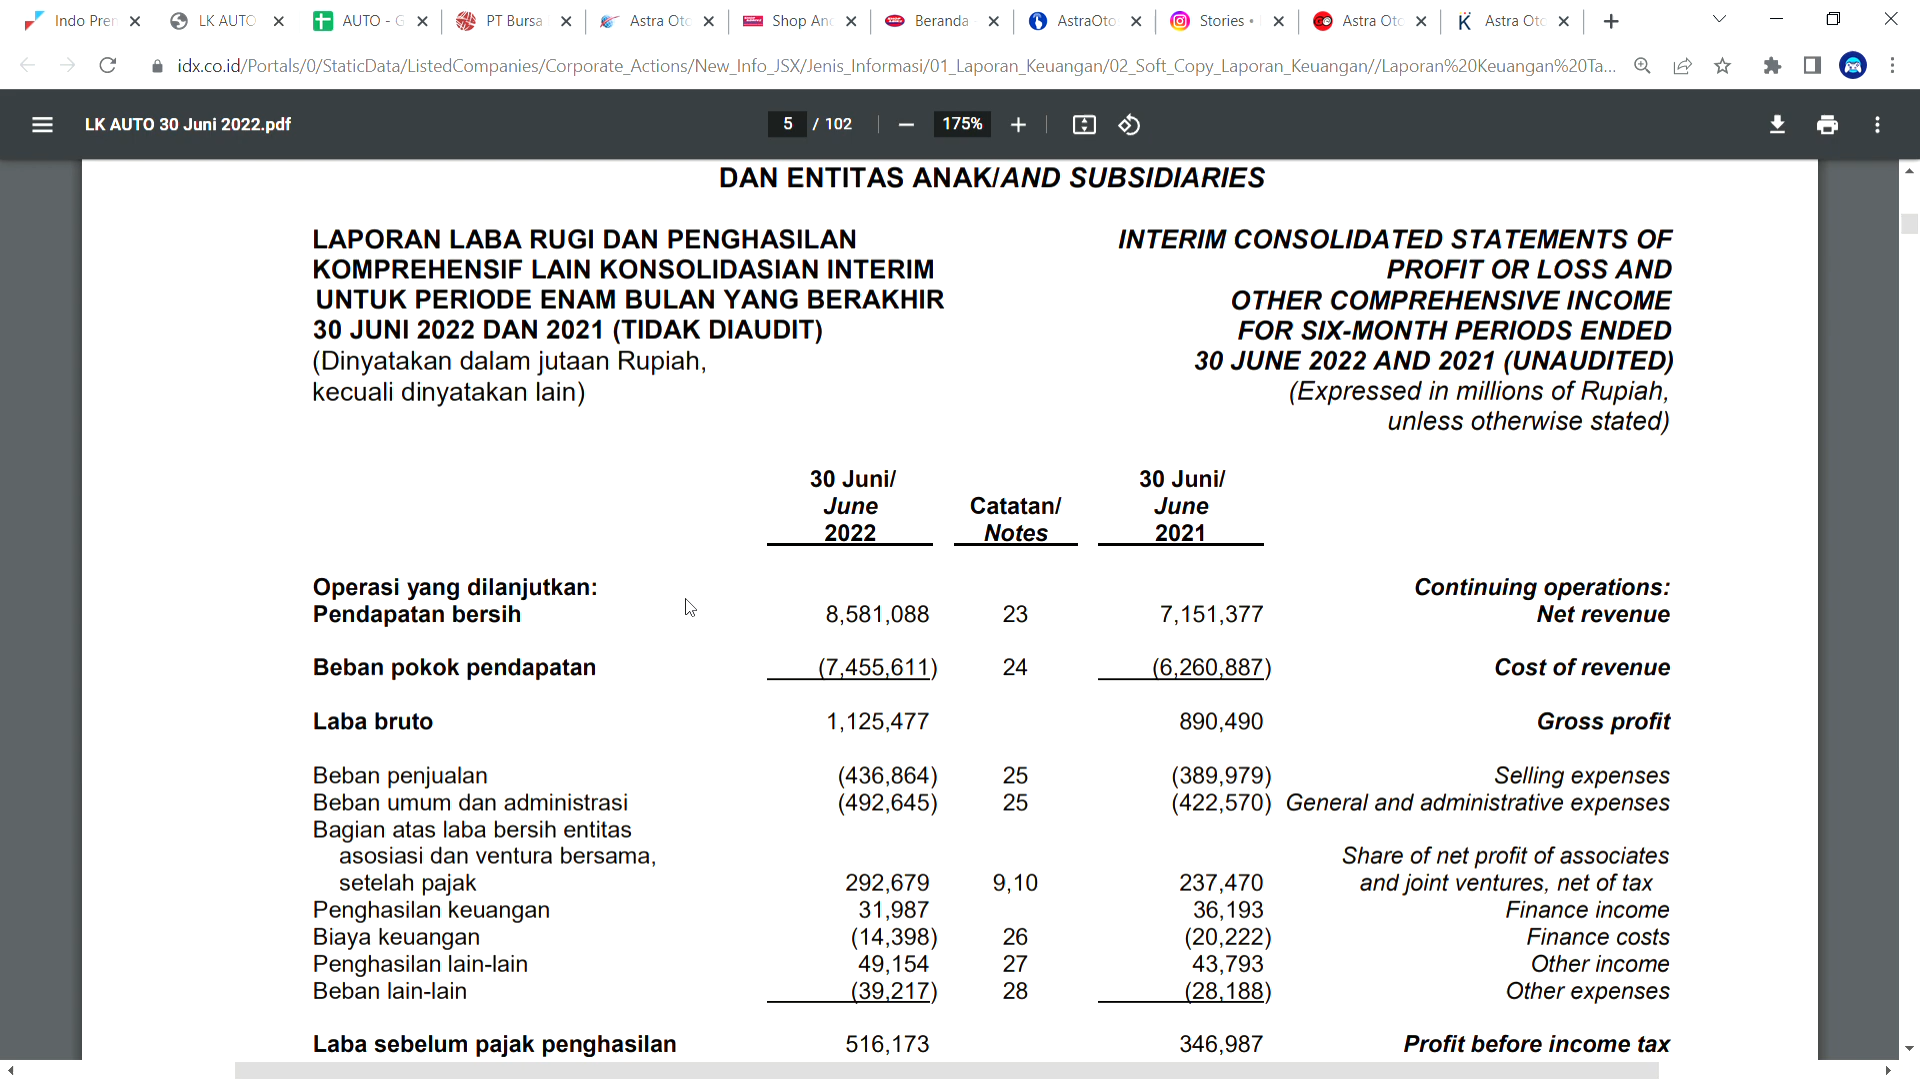 Indo Prer
LK AUTO
AUTO - G
PT Bursa
Astra Oto
Shop And
Beranda
AstraOto
Stories •
Astra Oto
Astra Oto
idx.co.id/Portals/0/StaticData/ListedCompanies/Corporate_Actions/New_Info_JSX/Jenis_Informasi/01_Laporan_Keuangan/02_Soft_Copy_Laporan_Keuangan//Laporan%20Keuangan%20Ta...
LK AUTO 30 Juni 2022.pdf
5 / 102
175%
DAN ENTITAS ANAK/AND SUBSIDIARIES
LAPORAN LABA RUGI DAN PENGHASILAN
KOMPREHENSIF LAIN KONSOLIDASIAN INTERIM
UNTUK PERIODE ENAM BULAN YANG BERAKHIR
30 JUNI 2022 DAN 2021 (TIDAK DIAUDIT)
(Dinyatakan dalam jutaan Rupiah,
kecuali dinyatakan lain)
INTERIM CONSOLIDATED STATEMENTS OF
PROFIT OR LOSS AND
OTHER COMPREHENSIVE INCOME
FOR SIX-MONTH PERIODS ENDED
30 JUNE 2022 AND 2021 (UNAUDITED)
(Expressed in millions of Rupiah,
unless otherwise stated)
30 Juni/ 30 Juni/
June Catatan/ June
2022 Notes 2021
Operasi yang dilanjutkan: Continuing operations:
Pendapatan bersih 8,581,088 23 7,151,377 Net revenue
Beban pokok pendapatan (7,455,611) 24 (6,260,887) Cost of revenue
Laba bruto 1,125,477 890,490 Gross profit
Beban penjualan (436,864) 25 (389,979) Selling expenses
Beban umum dan administrasi (492,645) 25 (422,570) General and administrative expenses
Bagian atas laba bersih entitas
asosiasi dan ventura bersama, Share of net profit of associates
setelah pajak 292,679 9,10 237,470 and joint ventures, net of tax
Penghasilan keuangan 31,987 36,193 Finance income
Biaya keuangan (14,398) 26 (20,222) Finance costs
Penghasilan lain-lain 49,154 27 43,793 Other income
Beban lain-lain (39,217) 28 (28,188) Other expenses
Laba sebelum pajak penghasilan 516,173 346,987 Profit before income tax